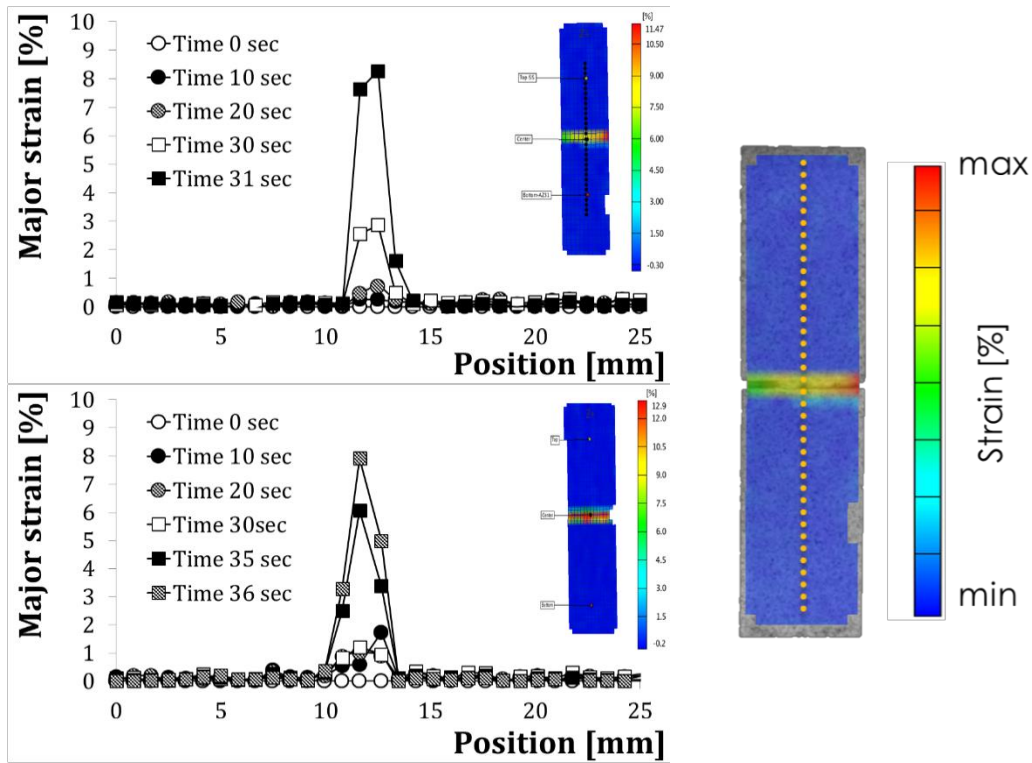 Major strain [%]
10
9
8
7
6
5
4
3
2
1
0
Time 0 sec
Time 10 sec
Time 20 sec
Time 30 sec
Time 31 sec
0
5
10
15
20
25
Position [mm]
[%]
11.47
10.50
9.00
7.50
6.00
4.50
3.00
1.50
-0.30
Top SS
Center
Bottom-AZ31
Major strain [%]
10
9
8
7
6
5
4
3
2
1
0
Time 0 sec
Time 10 sec
Time 20 sec
Time 30sec
Time 35 sec
Time 36 sec
0
5
10
15
20
25
Position [mm]
[%]
12.9
12.0
10.5
9.0
7.5
6.0
4.5
3.0
1.5
-0.2
Top
Center
Bottom
max
Strain [%]
min